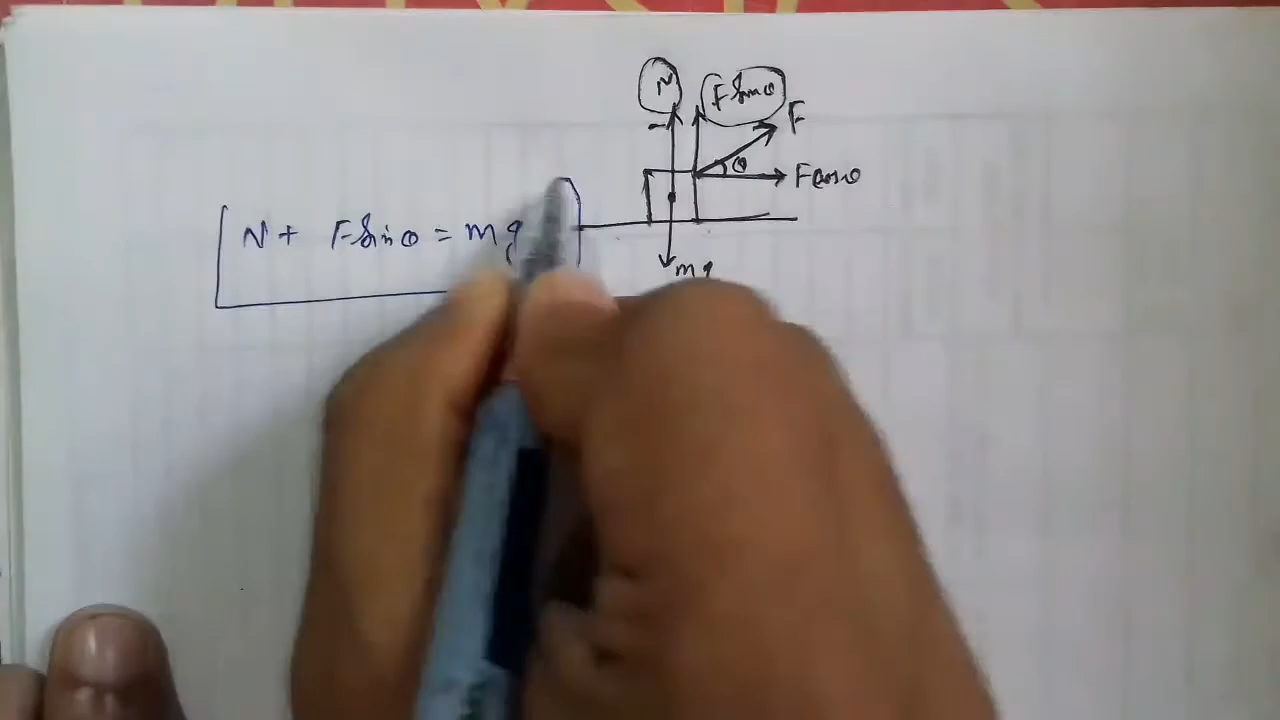 N F sinθ
F
θ F cosθ
N + F sinθ = mg
mg